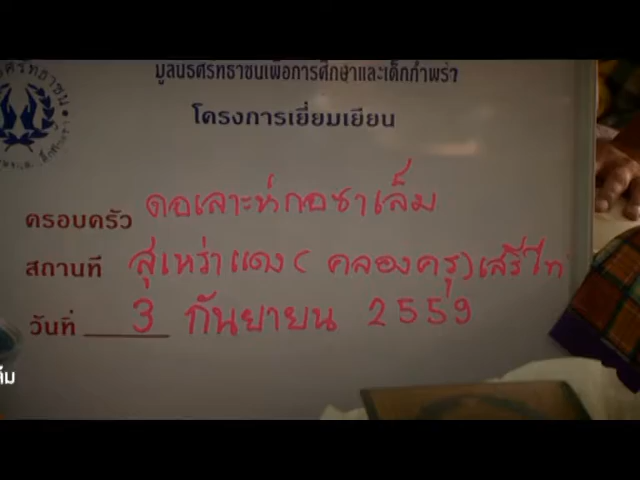 มูลนิธิศรัทธาชนเพื่อการศึกษาและเด็กกำพร้า
โครงการเยี่ยมเยียน
ครอบครัว ดอเลาะห์กอซาเล็ม
สถานที่ สุเหร่าแดง ( คลองครุ) เสรีไท
วันที่ 3 กันยายน 2559